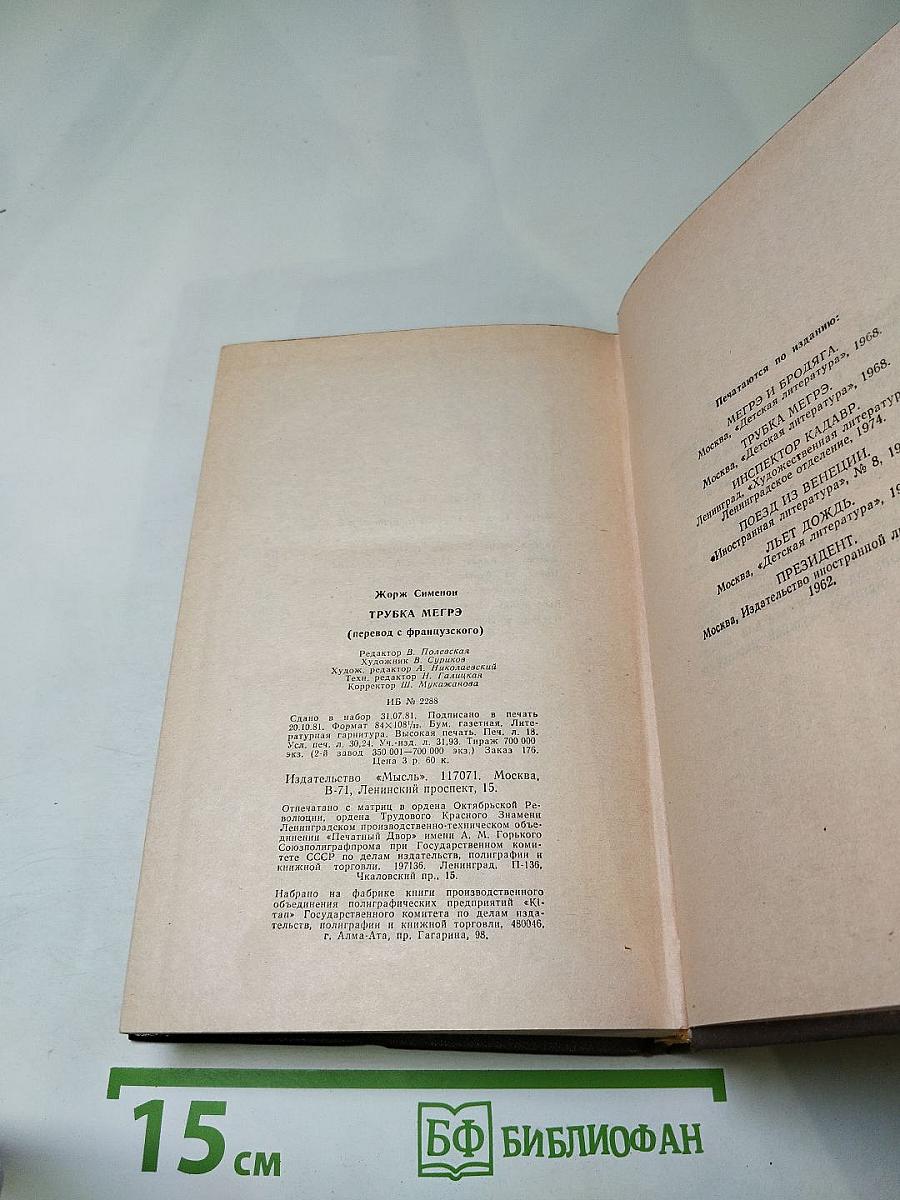 Жорж Сименон
ТРУБКА МЕГРЭ
(перевод с французского)
Редактор В. Полевская
Художник В. Суриков
Худож. редактор А. Николаевский
Техн. редактор Н. Галицкая
Корректор Ш. Мукажанова
ИБ № 2288
Сдано в набор 31.07.81. Подписано в печать
20.10.81. Формат 84×108¹/₃₂. Бум. газетная. Лите-
ратурная гарнитура. Высокая печать. Печ. л. 18.
Усл. печ. л. 30,24. Уч.-изд. л. 31,93. Тираж 700 000
экз. (2-й завод 350 001—700 000 экз.) Заказ 176.
Цена 3 р. 60 к.
Издательство «Мысль». 117071. Москва,
В-71, Ленинский проспект, 15.
Отпечатано с матриц в ордена Октябрьской Ре-
волюции, ордена Трудового Красного Знамени
Ленинградском производственно-техническом объе-
динении «Печатный Двор» имени А. М. Горького
Союзполиграфпрома при Государственном коми-
тете СССР по делам издательств, полиграфии и
книжной торговли. 197136, Ленинград, П-136,
Чкаловский пр., 15.
Набрано на фабрике книги производственного
объединения полиграфических предприятий «Кі-
тап» Государственного комитета по делам изда-
тельств, полиграфии и книжной торговли, 480046,
г. Алма-Ата, пр. Гагарина, 93.
Печатаются по изданию:
МЕГРЭ И БРОДЯГА.
Москва, «Детская литература», 1968.
ТРУБКА МЕГРЭ.
Москва, «Детская литература», 1968.
ИНСПЕКТОР КАДАВР.
Ленинград, «Художественная литератур
Ленинградское отделение, 1974.
ПОЕЗД ИЗ ВЕНЕЦИИ.
«Иностранная литература», № 8, 19
ЛЬЕТ ДОЖДЬ.
Москва, «Детская литература», 19
ПРЕЗИДЕНТ.
Москва, Издательство иностранной ли
1962.
15 см
БФ БИБЛИОФАН